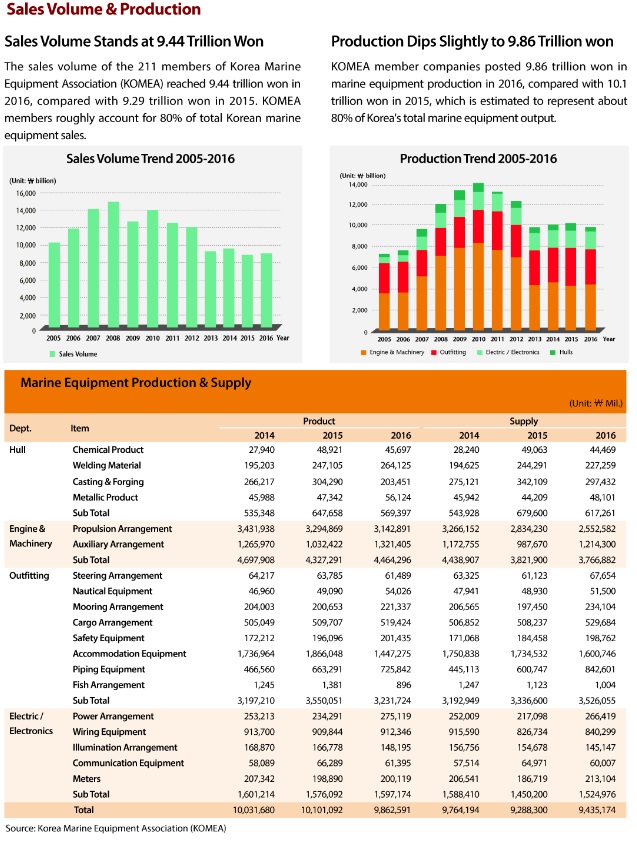 Sales Volume & Production
Sales Volume Stands at 9.44 Trillion Won
The sales volume of the 211 members of Korea Marine
Equipment Association (KOMEA) reached 9.44 trillion won in
2016, compared with 9.29 trillion won in 2015. KOMEA
members roughly account for 80% of total Korean marine
equipment sales.
Production Dips Slightly to 9.86 Trillion won
KOMEA member companies posted 9.86 trillion won in
marine equipment production in 2016, compared with 10.1
trillion won in 2015, which is estimated to represent about
80% of Korea's total marine equipment output.
Sales Volume Trend 2005-2016
(Unit: ₩ billion)
16,000
14,000
12,000
10,000
8,000
6,000
4,000
2,000
0
2005 2006 2007 2008 2009 2010 2011 2012 2013 2014 2015 2016 Year
Sales Volume
Production Trend 2005-2016
(Unit: ₩ billion)
14,000
12,000
10,000
8,000
6,000
4,000
2,000
0
2005 2006 2007 2008 2009 2010 2011 2012 2013 2014 2015 2016 Year
Engine & Machinery Outfitting Electric / Electronics Hulls
Marine Equipment Production & Supply
(Unit: ₩ Mil.)
Dept. Item Product Supply
2014 2015 2016 2014 2015 2016
Hull Chemical Product 27,940 48,921 45,697 28,240 49,063 44,469
Welding Material 195,203 247,105 264,125 194,625 244,291 227,259
Casting & Forging 266,217 304,290 203,451 275,121 342,109 297,432
Metallic Product 45,988 47,342 56,124 45,942 44,209 48,101
Sub Total 535,348 647,658 569,397 543,928 679,600 617,261
Engine & Propulsion Arrangement 3,431,938 3,294,869 3,142,891 3,266,152 2,834,230 2,552,582
Machinery Auxiliary Arrangement 1,265,970 1,032,422 1,321,405 1,172,755 987,670 1,214,300
Sub Total 4,697,908 4,327,291 4,464,296 4,438,907 3,821,900 3,766,882
Outfitting Steering Arrangement 64,217 63,785 61,489 63,325 61,123 67,654
Nautical Equipment 46,960 49,090 54,026 47,941 48,930 51,500
Mooring Arrangement 204,003 200,653 221,337 206,565 197,450 234,104
Cargo Arrangement 505,049 509,707 519,424 506,852 508,237 529,684
Safety Equipment 172,212 196,096 201,435 171,068 184,458 198,762
Accommodation Equipment 1,736,964 1,866,048 1,447,275 1,750,838 1,734,532 1,600,746
Piping Equipment 466,560 663,291 725,842 445,113 600,747 842,601
Fish Arrangement 1,245 1,381 896 1,247 1,123 1,004
Sub Total 3,197,210 3,550,051 3,231,724 3,192,949 3,336,600 3,526,055
Electric / Power Arrangement 253,213 234,291 275,119 252,009 217,098 266,419
Electronics Wiring Equipment 913,700 909,844 912,346 915,590 826,734 840,299
Illumination Arrangement 168,870 166,778 148,195 156,756 154,678 145,147
Communication Equipment 58,089 66,289 61,395 57,514 64,971 60,007
Meters 207,342 198,890 200,119 206,541 186,719 213,104
Sub Total 1,601,214 1,576,092 1,597,174 1,588,410 1,450,200 1,524,976
Total 10,031,680 10,101,092 9,862,591 9,764,194 9,288,300 9,435,174
Source: Korea Marine Equipment Association (KOMEA)